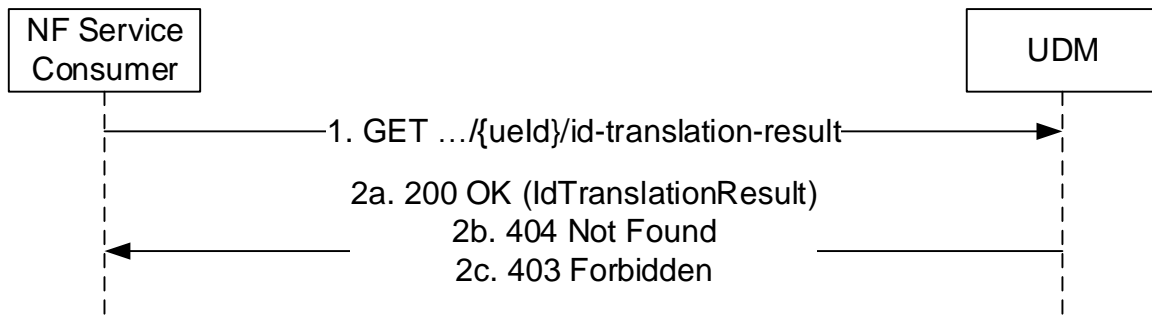 NF Service
Consumer
UDM
1. GET …/{ueId}/id-translation-result
2a. 200 OK (IdTranslationResult)
2b. 404 Not Found
2c. 403 Forbidden